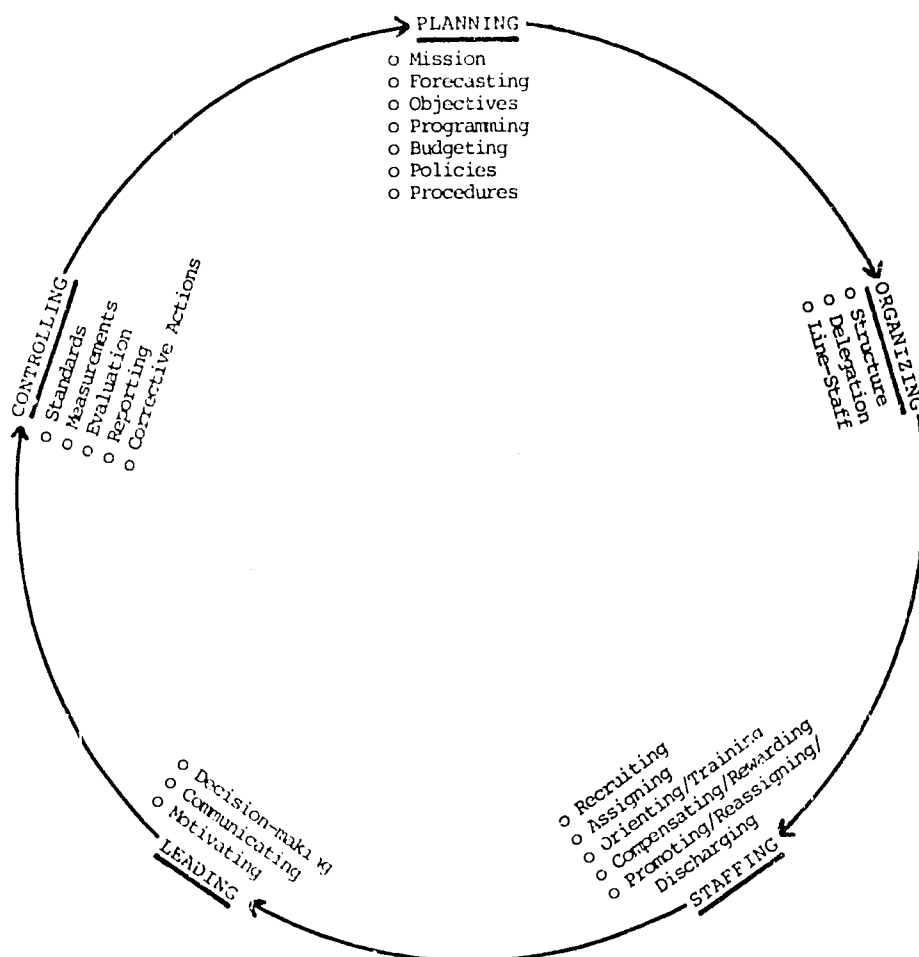 PLANNING
o Mission
o Forecasting
o Objectives
o Programming
o Budgeting
o Policies
o Procedures
ORGANIZING
o Structure
o Delegation
o Line-Staff
o Recruiting
o Assigning
o Orienting/Training
o Compensating/Rewarding
o Promoting/Reassigning/
Discharging
STAFFING
o Decision-making
o Communicating
o Motivating
LEADING
CONTROLLING
o Standards
o Measurements
o Evaluation
o Reporting
o Corrective Actions